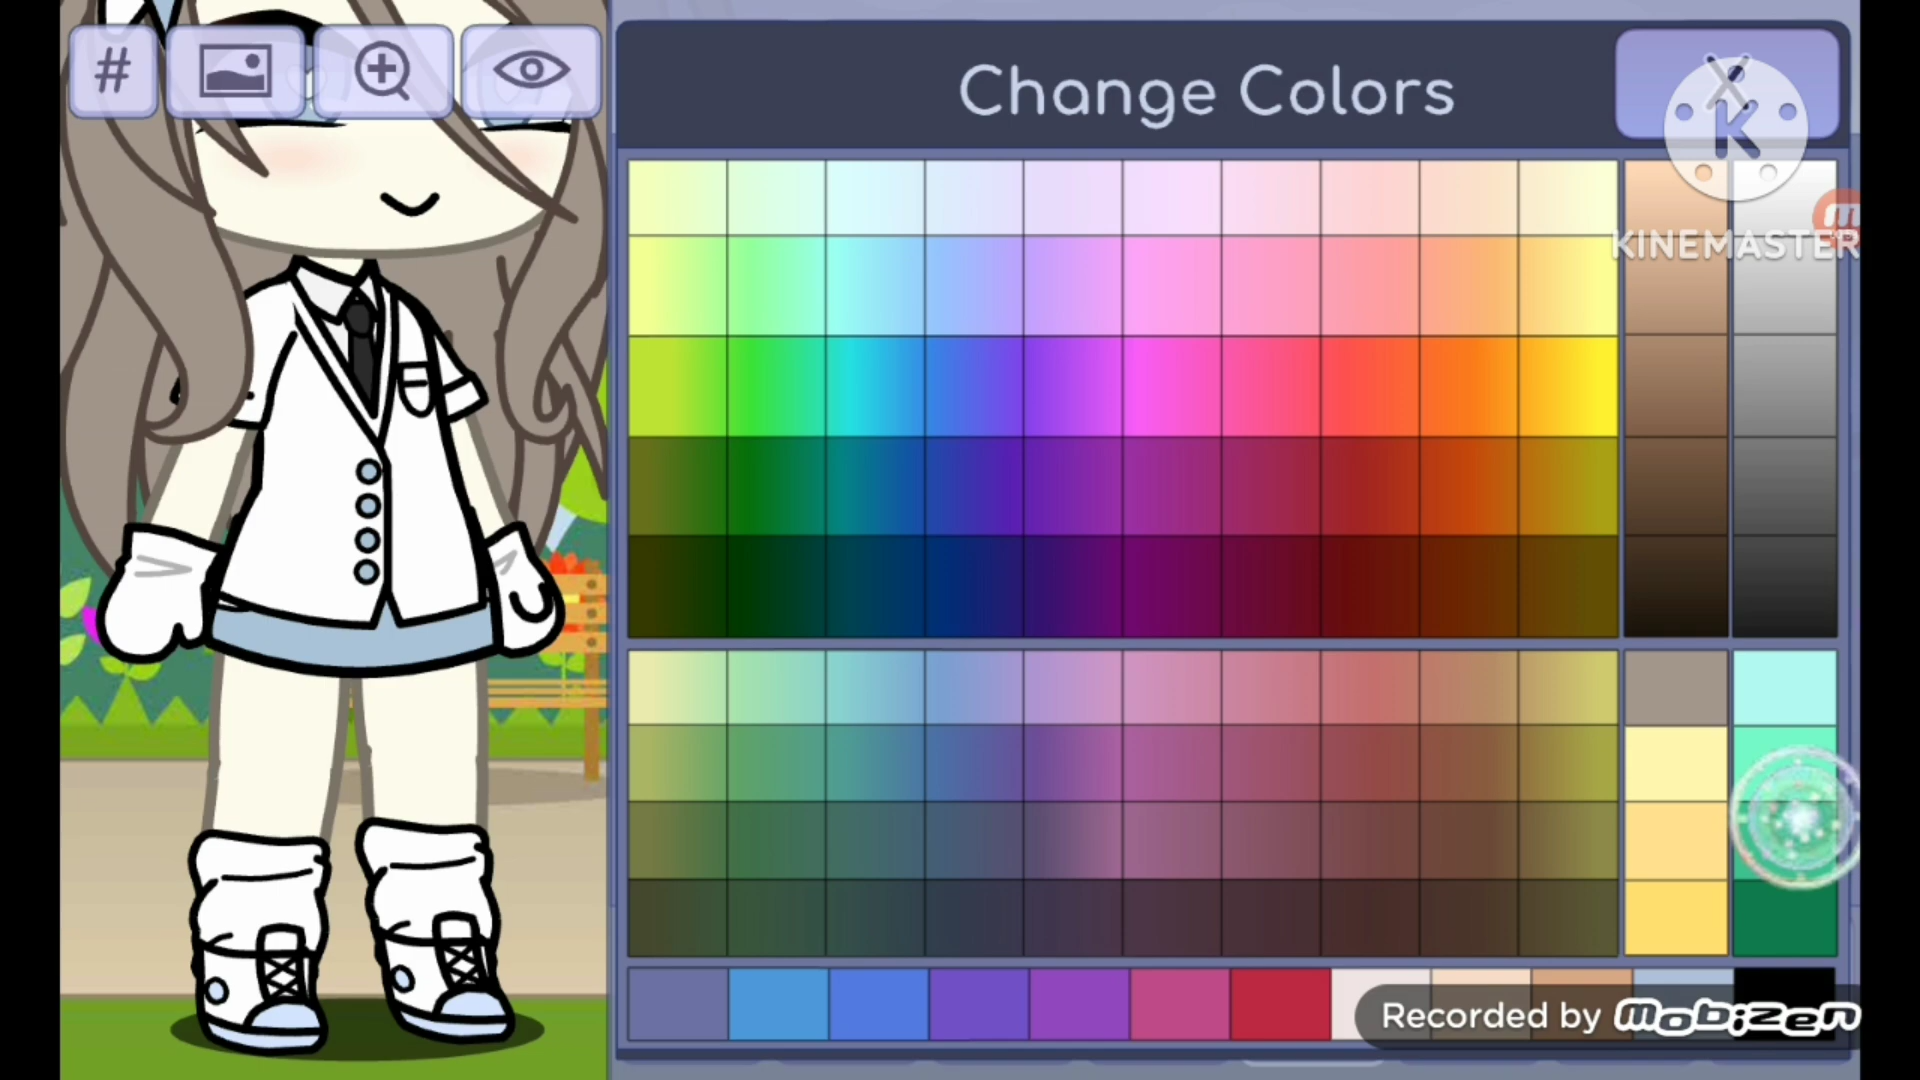 #
Change Colors
X
K
KINEMASTER
Recorded by mobizen